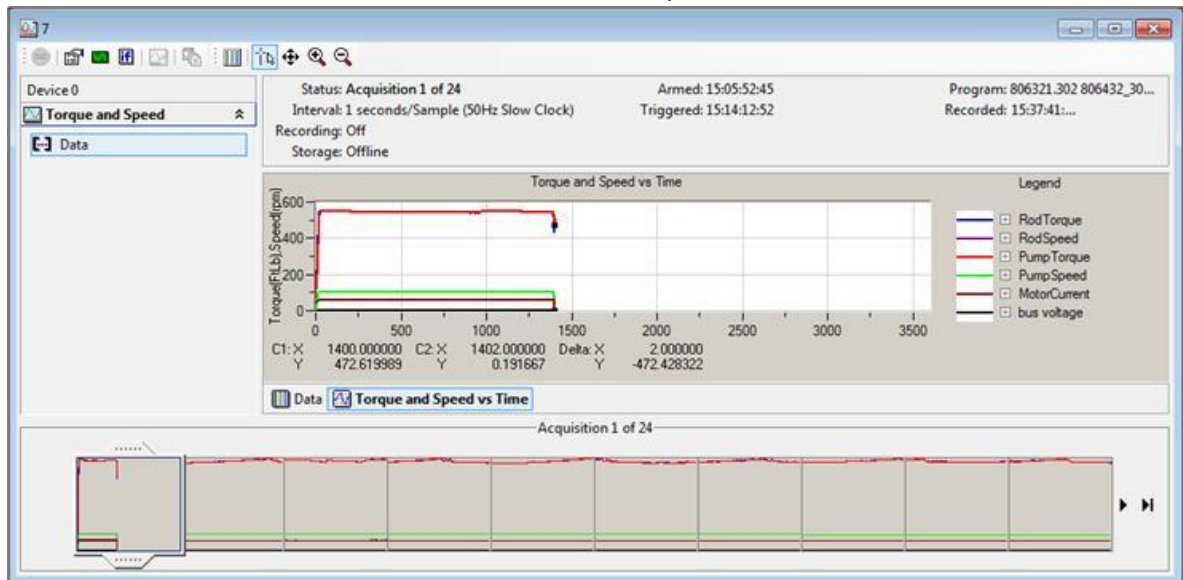 7
Device 0
Torque and Speed
Data
Status: Acquisition 1 of 24
Armed: 15:05:52:45
Program: 806321.302 806432_30...
Interval: 1 seconds/Sample (50Hz Slow Clock)
Triggered: 15:14:12:52
Recorded: 15:37:41:...
Recording: Off
Storage: Offline
Torque and Speed vs Time
Legend
Torque(FtLb),Speed(rpm)
600
400
200
0
0 500 1000 1500 2000 2500 3000 3500
RodTorque
RodSpeed
PumpTorque
PumpSpeed
MotorCurrent
bus voltage
C1: X 1400.000000 C2: X 1402.000000 Delta: X 2.000000
Y 472.619989 Y 0.191667 Y -472.428322
Data Torque and Speed vs Time
Acquisition 1 of 24